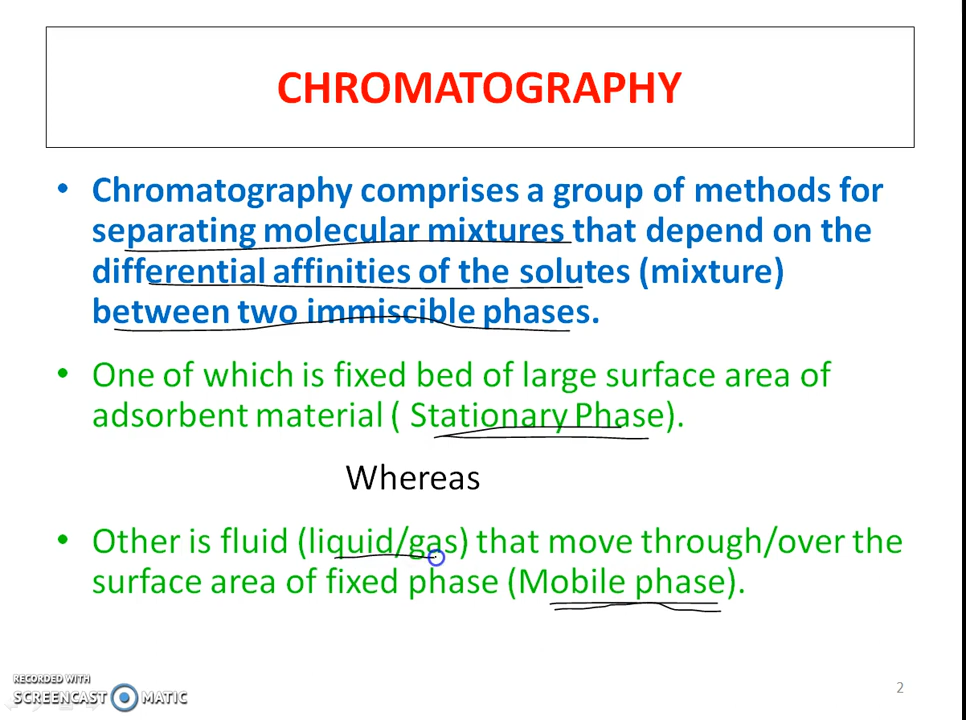 CHROMATOGRAPHY
• Chromatography comprises a group of methods for
separating molecular mixtures that depend on the
differential affinities of the solutes (mixture)
between two immiscible phases.
• One of which is fixed bed of large surface area of
adsorbent material ( Stationary Phase).
Whereas
• Other is fluid (liquid/gas) that move through/over the
surface area of fixed phase (Mobile phase).
RECORDED WITH
SCREENCAST MATIC
2